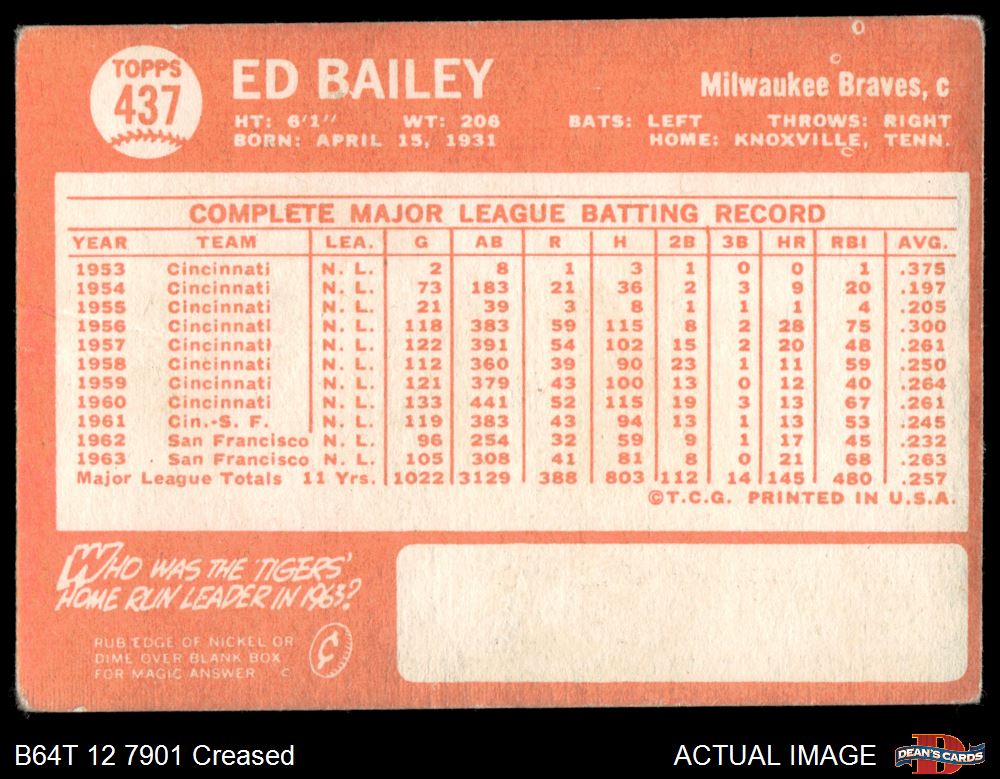 TOPPS
437
ED BAILEY
Milwaukee Braves, c
HT: 6'1" WT: 206 BATS: LEFT THROWS: RIGHT
BORN: APRIL 15, 1931 HOME: KNOXVILLE, TENN.
COMPLETE MAJOR LEAGUE BATTING RECORD
YEAR TEAM LEA. G AB R H 2B 3B HR RBI AVG.
1953 Cincinnati N. L. 2 8 1 3 1 0 0 1 .375
1954 Cincinnati N. L. 73 183 21 36 2 3 9 20 .197
1955 Cincinnati N. L. 21 39 3 8 1 1 1 4 .205
1956 Cincinnati N. L. 118 383 59 115 8 2 28 75 .300
1957 Cincinnati N. L. 122 391 54 102 15 2 20 48 .261
1958 Cincinnati N. L. 112 360 39 90 23 1 11 59 .250
1959 Cincinnati N. L. 121 379 43 100 13 0 12 40 .264
1960 Cincinnati N. L. 133 441 52 115 19 3 13 67 .261
1961 Cin.-S. F. N. L. 119 383 43 94 13 1 13 53 .245
1962 San Francisco N. L. 96 254 32 59 9 1 17 45 .232
1963 San Francisco N. L. 105 308 41 81 8 0 21 68 .263
Major League Totals 11 Yrs. 1022 3129 388 803 112 14 145 480 .257
©T.C.G. PRINTED IN U.S.A.
WHO WAS THE TIGERS'
HOME RUN LEADER IN 1963?
RUB EDGE OF NICKEL OR
DIME OVER BLANK BOX
FOR MAGIC ANSWER C
¢
B64T 12 7901 Creased
ACTUAL IMAGE
D
DEAN'S CARDS